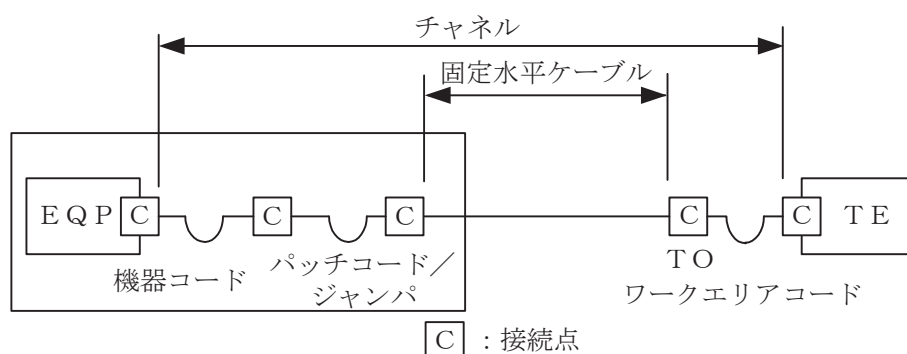 チャネル
固定水平ケーブル
EQP
C
C
C
C
C
TE
機器コード
パッチコード／
ジャンパ
TO
ワークエリアコード
C ：接続点